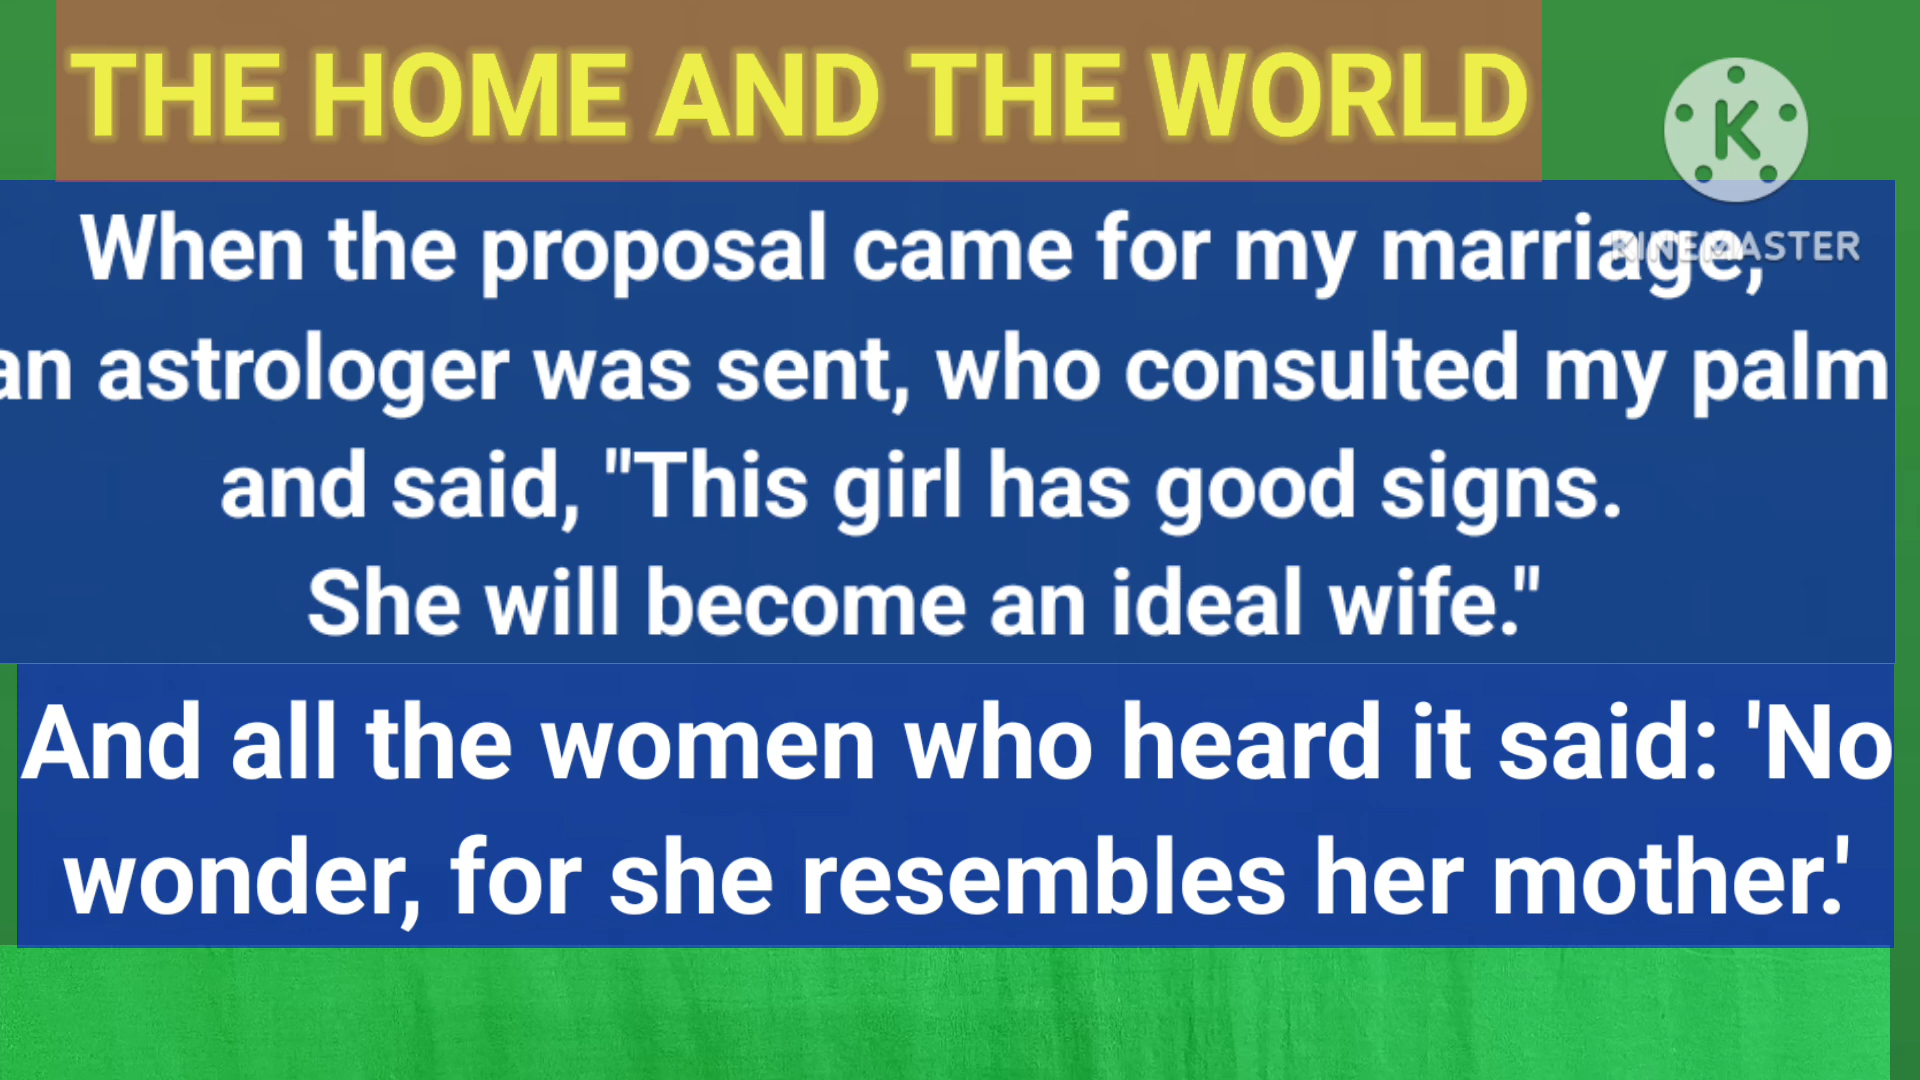 THE HOME AND THE WORLD
K
KINEMASTER
When the proposal came for my marriage,
an astrologer was sent, who consulted my palm
and said, "This girl has good signs.
She will become an ideal wife."
And all the women who heard it said: 'No
wonder, for she resembles her mother.'